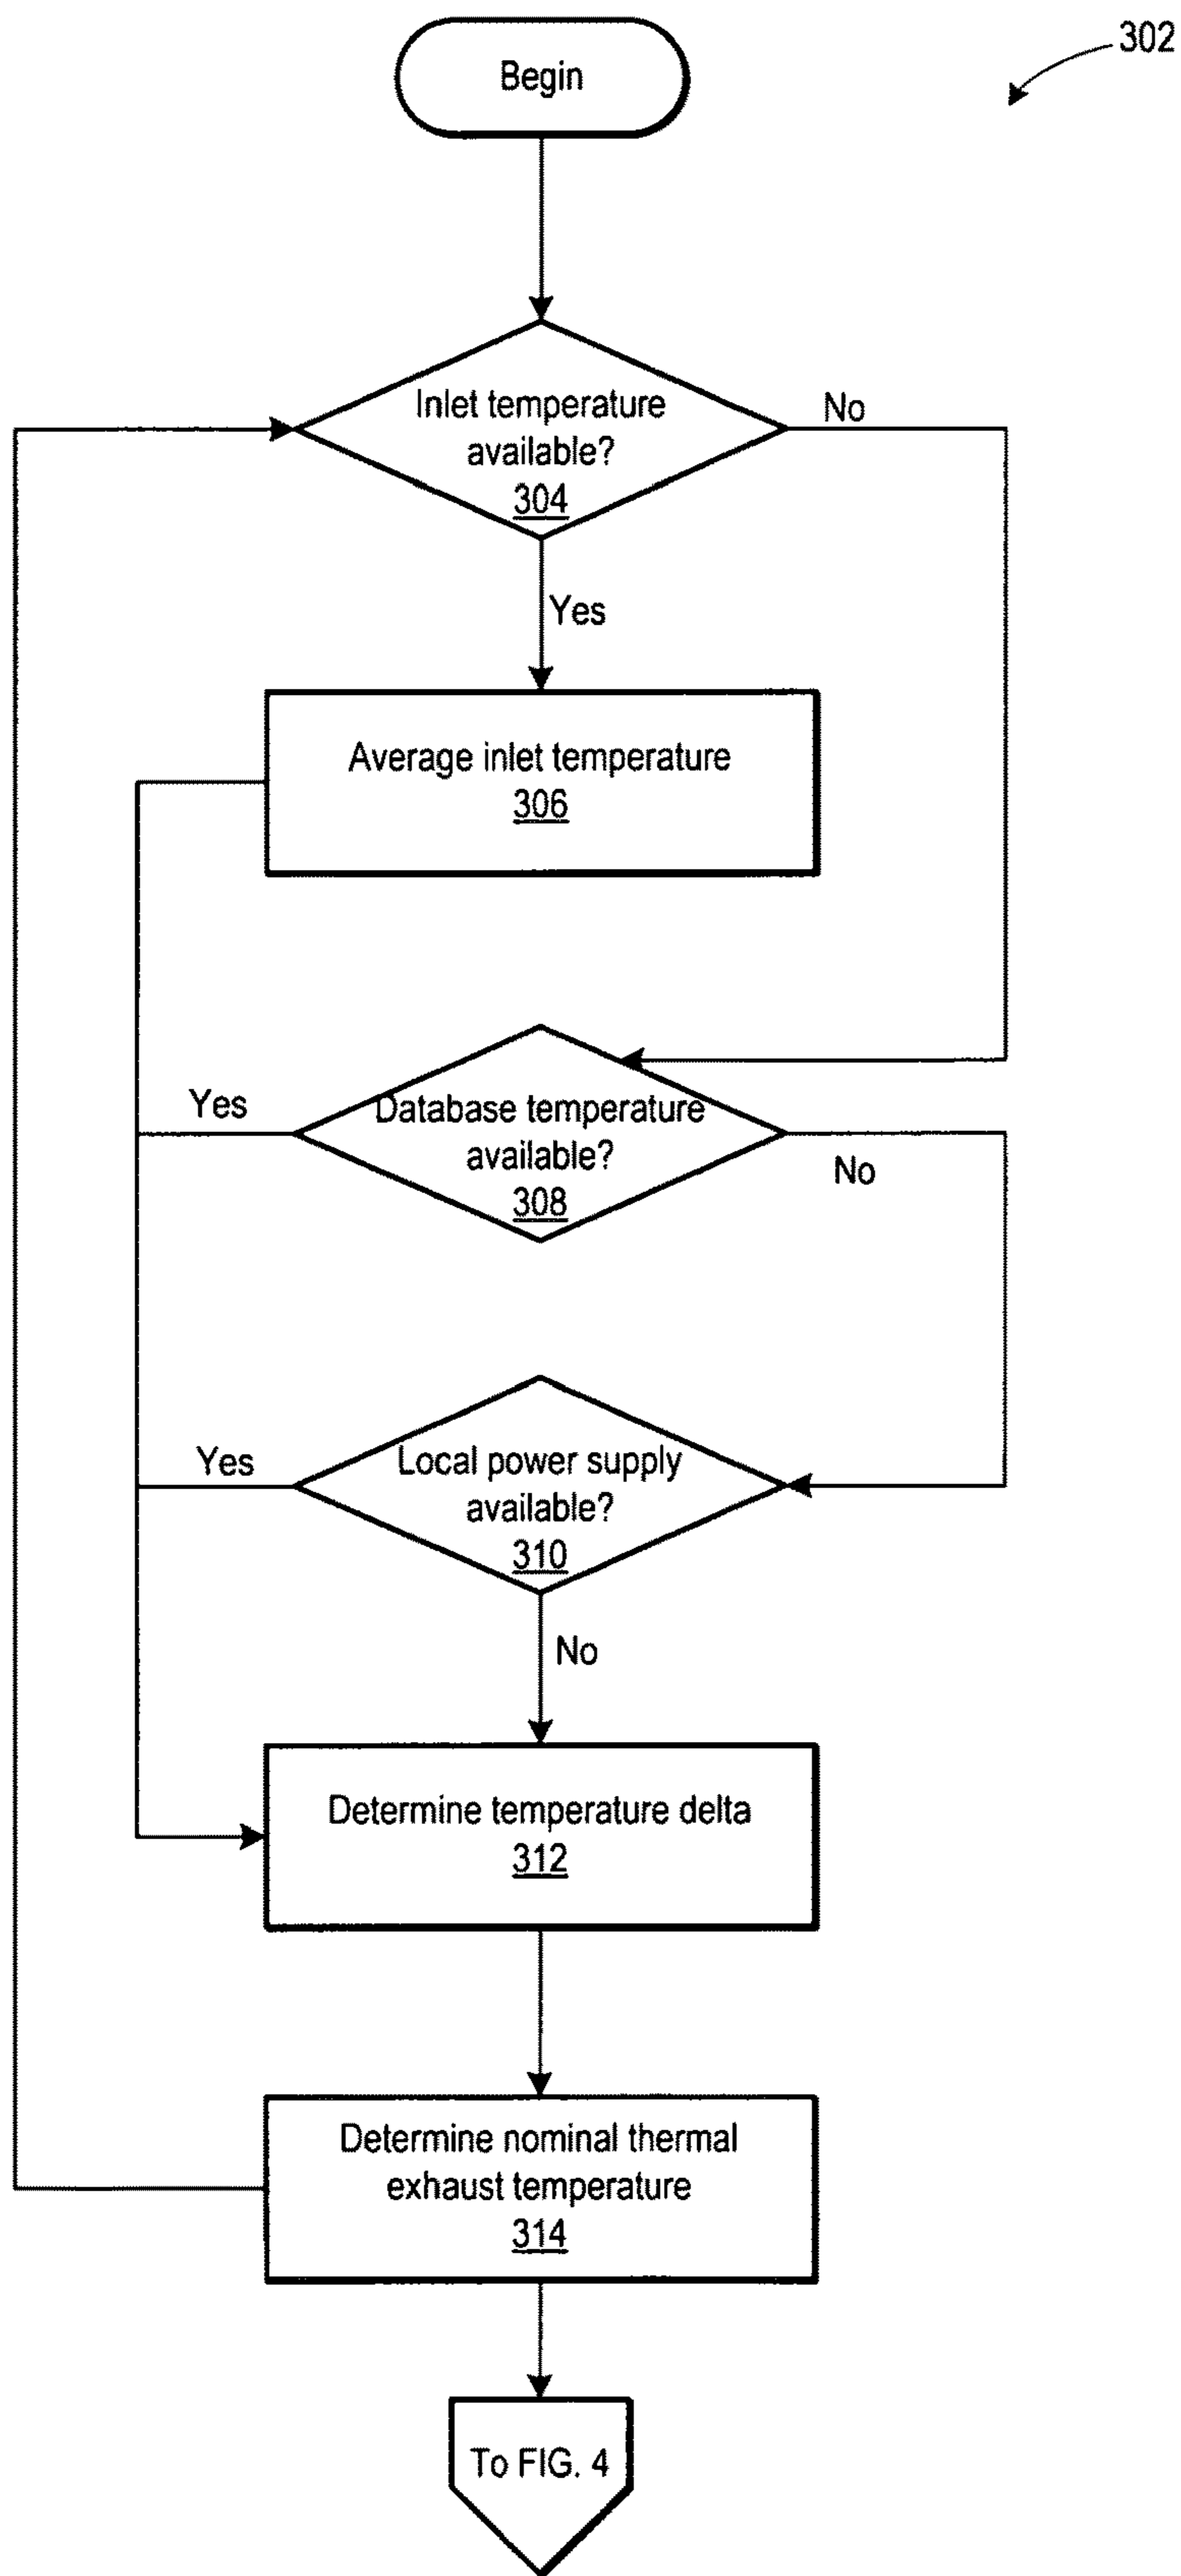 302
Begin
Inlet temperature
available?
304
No
Yes
Average inlet temperature
306
Yes
Database temperature
available?
308
No
Yes
Local power supply
available?
310
No
Determine temperature delta
312
Determine nominal thermal
exhaust temperature
314
To FIG. 4